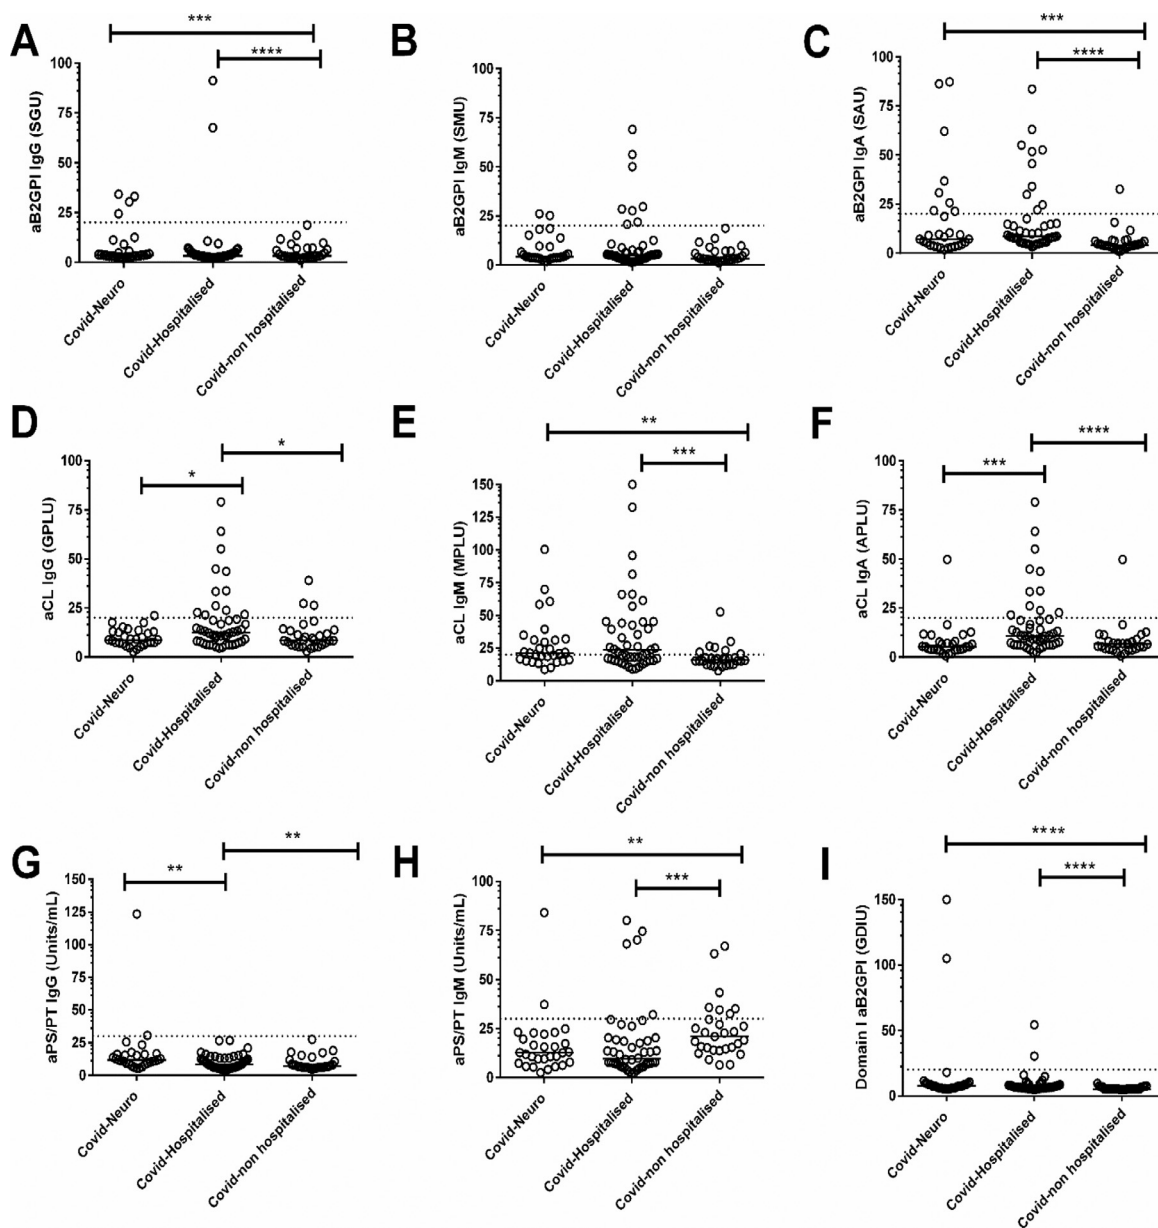 A
***
****
aB2GPI IgG (SGU)
100
75
50
25
0
Covid-Neuro
Covid-Hospitalised
Covid-non hospitalised
B
aB2GPI IgM (SMU)
100
75
50
25
0
Covid-Neuro
Covid-Hospitalised
Covid-non hospitalised
C
***
****
aB2GPI IgA (SAU)
100
75
50
25
0
Covid-Neuro
Covid-Hospitalised
Covid-non hospitalised
D
*
*
aCL IgG (GPLU)
100
75
50
25
0
Covid-Neuro
Covid-Hospitalised
Covid-non hospitalised
E
**
***
aCL IgM (MPLU)
150
125
100
75
50
25
0
Covid-Neuro
Covid-Hospitalised
Covid-non hospitalised
F
****
***
aCL IgA (APLU)
100
75
50
25
0
Covid-Neuro
Covid-Hospitalised
Covid-non hospitalised
G
**
**
aPS/PT IgG (Units/mL)
150
125
100
75
50
25
0
Covid-Neuro
Covid-Hospitalised
Covid-non hospitalised
H
**
***
aPS/PT IgM (Units/mL)
100
75
50
25
0
Covid-Neuro
Covid-Hospitalised
Covid-non hospitalised
I
****
****
Domain I aB2GPI (GDIU)
150
100
50
0
Covid-Neuro
Covid-Hospitalised
Covid-non hospitalised